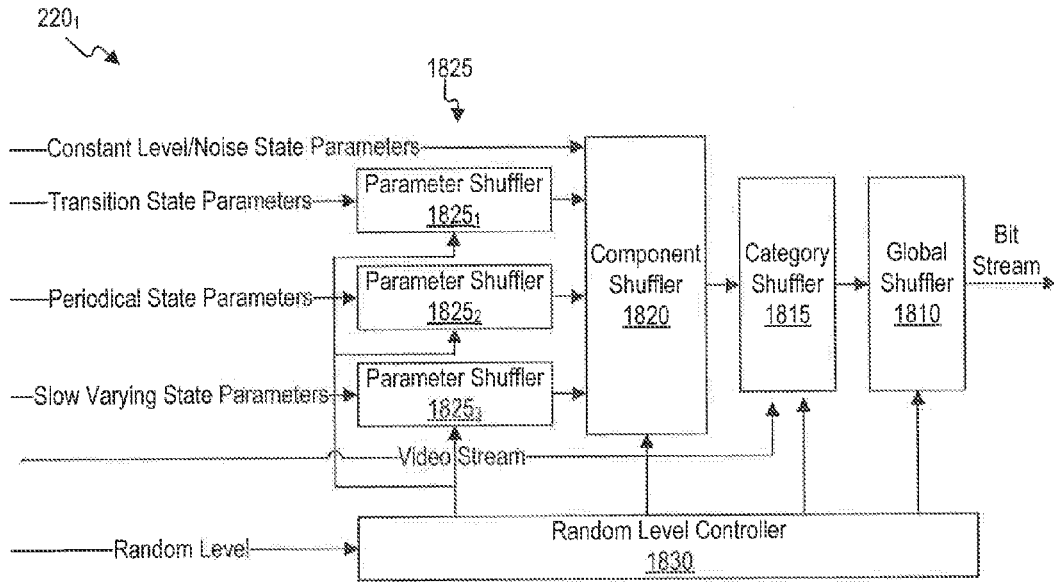 220₁
1825
Constant Level/Noise State Parameters
Transition State Parameters
Parameter Shuffler
1825₁
Periodical State Parameters
Parameter Shuffler
1825₂
Slow Varying State Parameters
Parameter Shuffler
1825₃
Video Stream
Component
Shuffler
1820
Category
Shuffler
1815
Global
Shuffler
1810
Bit
Stream
Random Level
Random Level Controller
1830